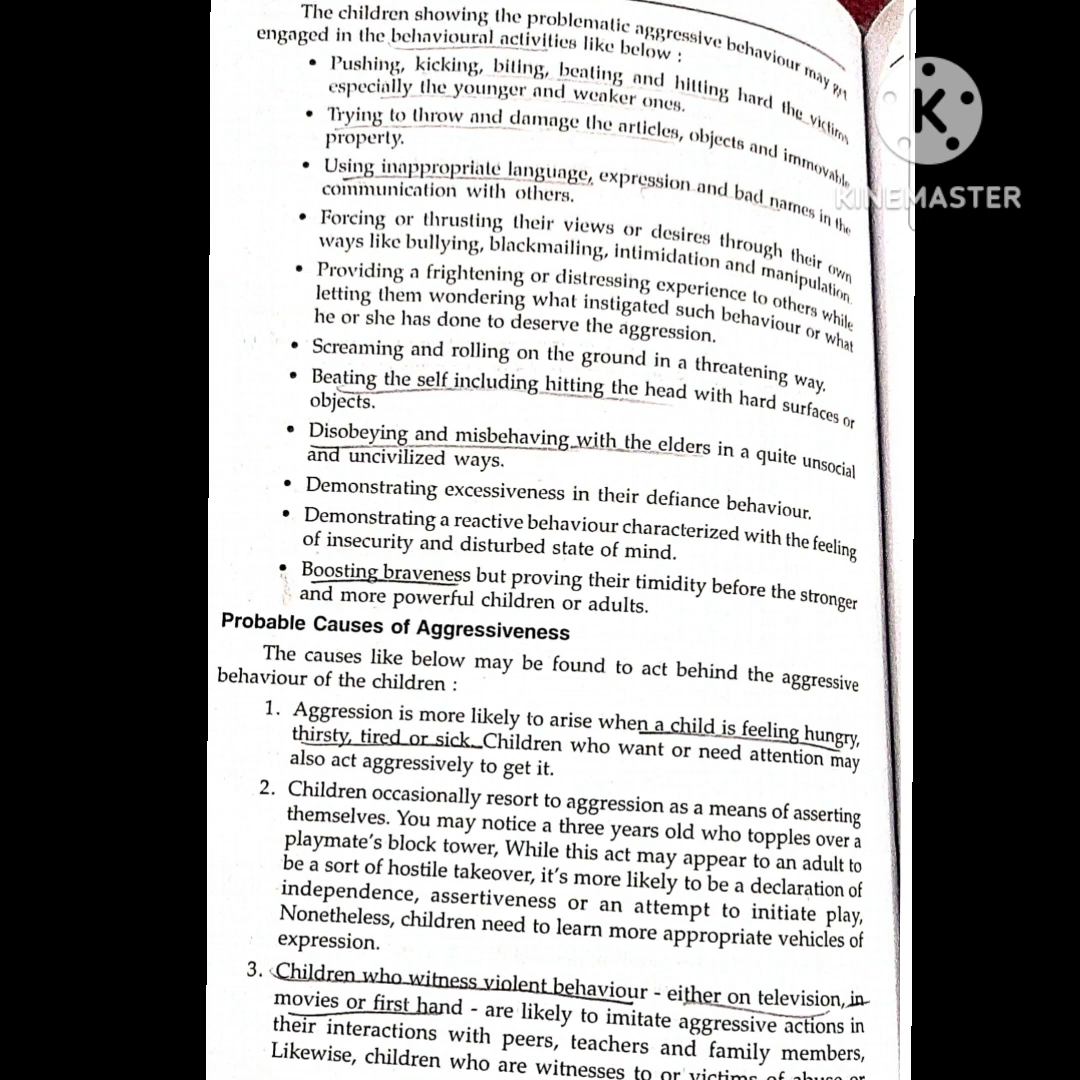 The children showing the problematic aggressive behaviour may get
engaged in the behavioural activities like below :
• Pushing, kicking, biting, beating and hitting hard the victims
especially the younger and weaker ones.
• Trying to throw and damage the articles, objects and immovable
property.
• Using inappropriate language, expression and bad names in the
communication with others.
• Forcing or thrusting their views or desires through their own
ways like bullying, blackmailing, intimidation and manipulation.
• Providing a frightening or distressing experience to others while
letting them wondering what instigated such behaviour or what
he or she has done to deserve the aggression.
• Screaming and rolling on the ground in a threatening way.
• Beating the self including hitting the head with hard surfaces or
objects.
• Disobeying and misbehaving with the elders in a quite unsocial
and uncivilized ways.
• Demonstrating excessiveness in their defiance behaviour.
• Demonstrating a reactive behaviour characterized with the feeling
of insecurity and disturbed state of mind.
• Boosting braveness but proving their timidity before the stronger
and more powerful children or adults.
Probable Causes of Aggressiveness
The causes like below may be found to act behind the aggressive
behaviour of the children :
1. Aggression is more likely to arise when a child is feeling hungry,
thirsty, tired or sick. Children who want or need attention may
also act aggressively to get it.
2. Children occasionally resort to aggression as a means of asserting
themselves. You may notice a three years old who topples over a
playmate's block tower, While this act may appear to an adult to
be a sort of hostile takeover, it's more likely to be a declaration of
independence, assertiveness or an attempt to initiate play,
Nonetheless, children need to learn more appropriate vehicles of
expression.
3. Children who witness violent behaviour - either on television, in
movies or first hand - are likely to imitate aggressive actions in
their interactions with peers, teachers and family members,
Likewise, children who are witnesses to or victims of abuse or
K
KINEMASTER